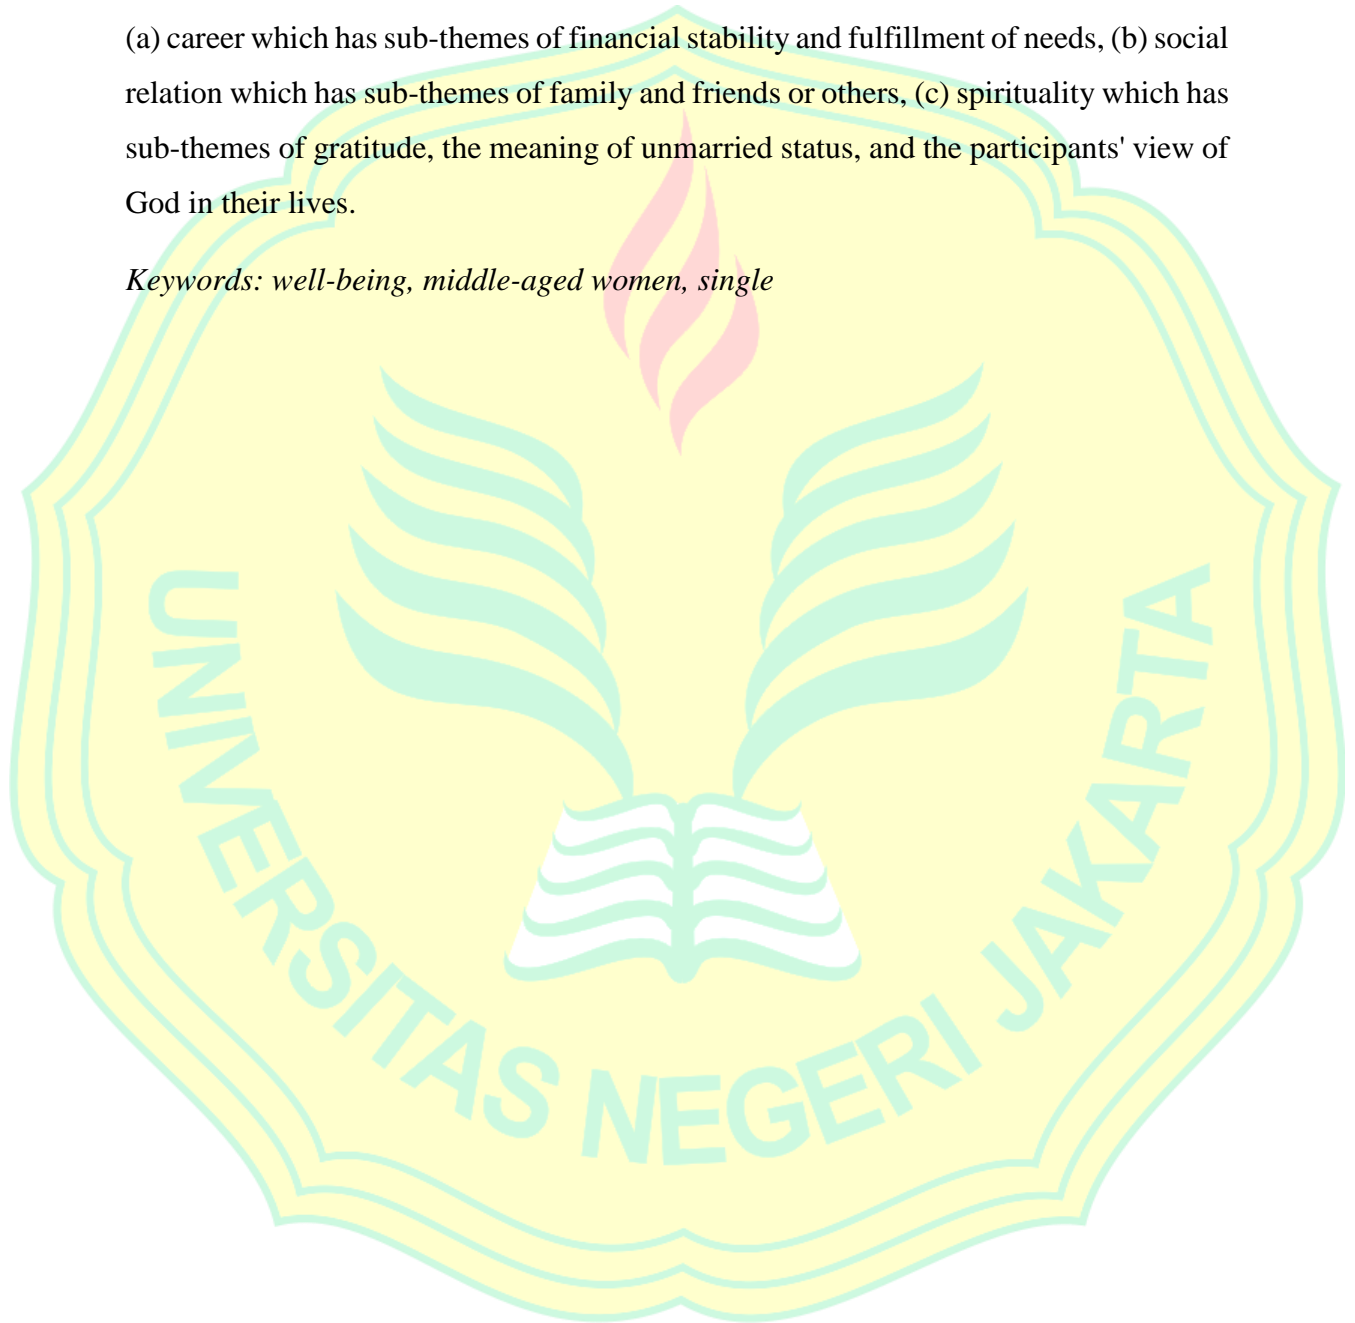 (a) career which has sub-themes of financial stability and fulfillment of needs, (b) social
relation which has sub-themes of family and friends or others, (c) spirituality which has
sub-themes of gratitude, the meaning of unmarried status, and the participants' view of
God in their lives.
Keywords: well-being, middle-aged women, single
UNIVERSITAS NEGERI JAKARTA